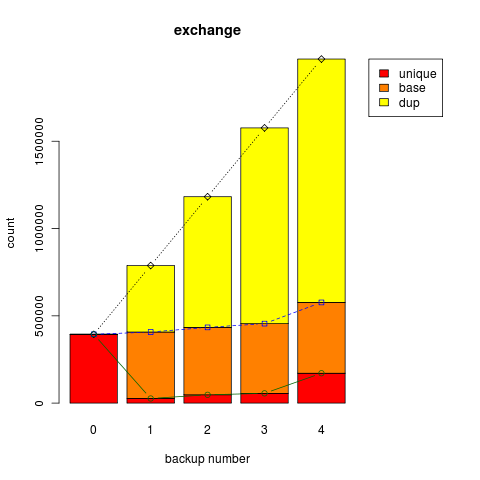 exchange
unique
base
dup
count
1500000
1000000
500000
0
0 1 2 3 4
backup number